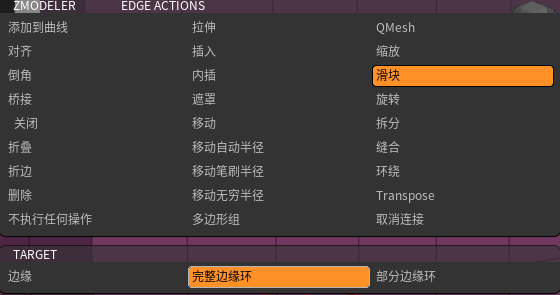 ZMODELER EDGE ACTIONS
添加到曲线 拉伸 QMesh
对齐 插入 缩放
倒角 内插 滑块
桥接 遮罩 旋转
关闭 移动 拆分
折叠 移动自动半径 缝合
折边 移动笔刷半径 环绕
删除 移动无穷半径 Transpose
不执行任何操作 多边形组 取消连接
TARGET
边缘 完整边缘环 部分边缘环